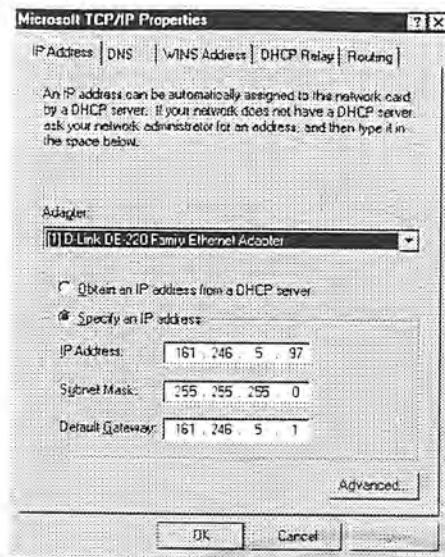 Microsoft TCP/IP Properties
IP Address DNS WINS Address DHCP Relay Routing
An IP address can be automatically assigned to this network card
by a DHCP server. If your network does not have a DHCP server,
ask your network administrator for an address, and then type it in
the space below.
Adapter:
[1] D-Link DE-220 Family Ethernet Adapter
Obtain an IP address from a DHCP server
Specify an IP address
IP Address: 161 . 246 . 5 . 97
Subnet Mask: 255 . 255 . 255 . 0
Default Gateway: 161 . 246 . 5 . 1
Advanced...
OK Cancel